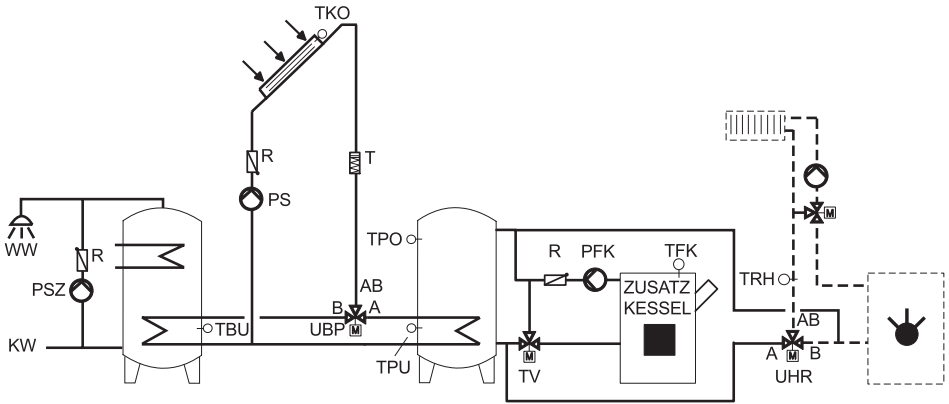 TKO
R
T
PS
WW
R
PSZ
KW
TBU
AB
B
A
UBP
M
TPO
TPU
R
PFK
TFK
ZUSATZ
KESSEL
TV
M
M
TRH
AB
A
B
M
UHR